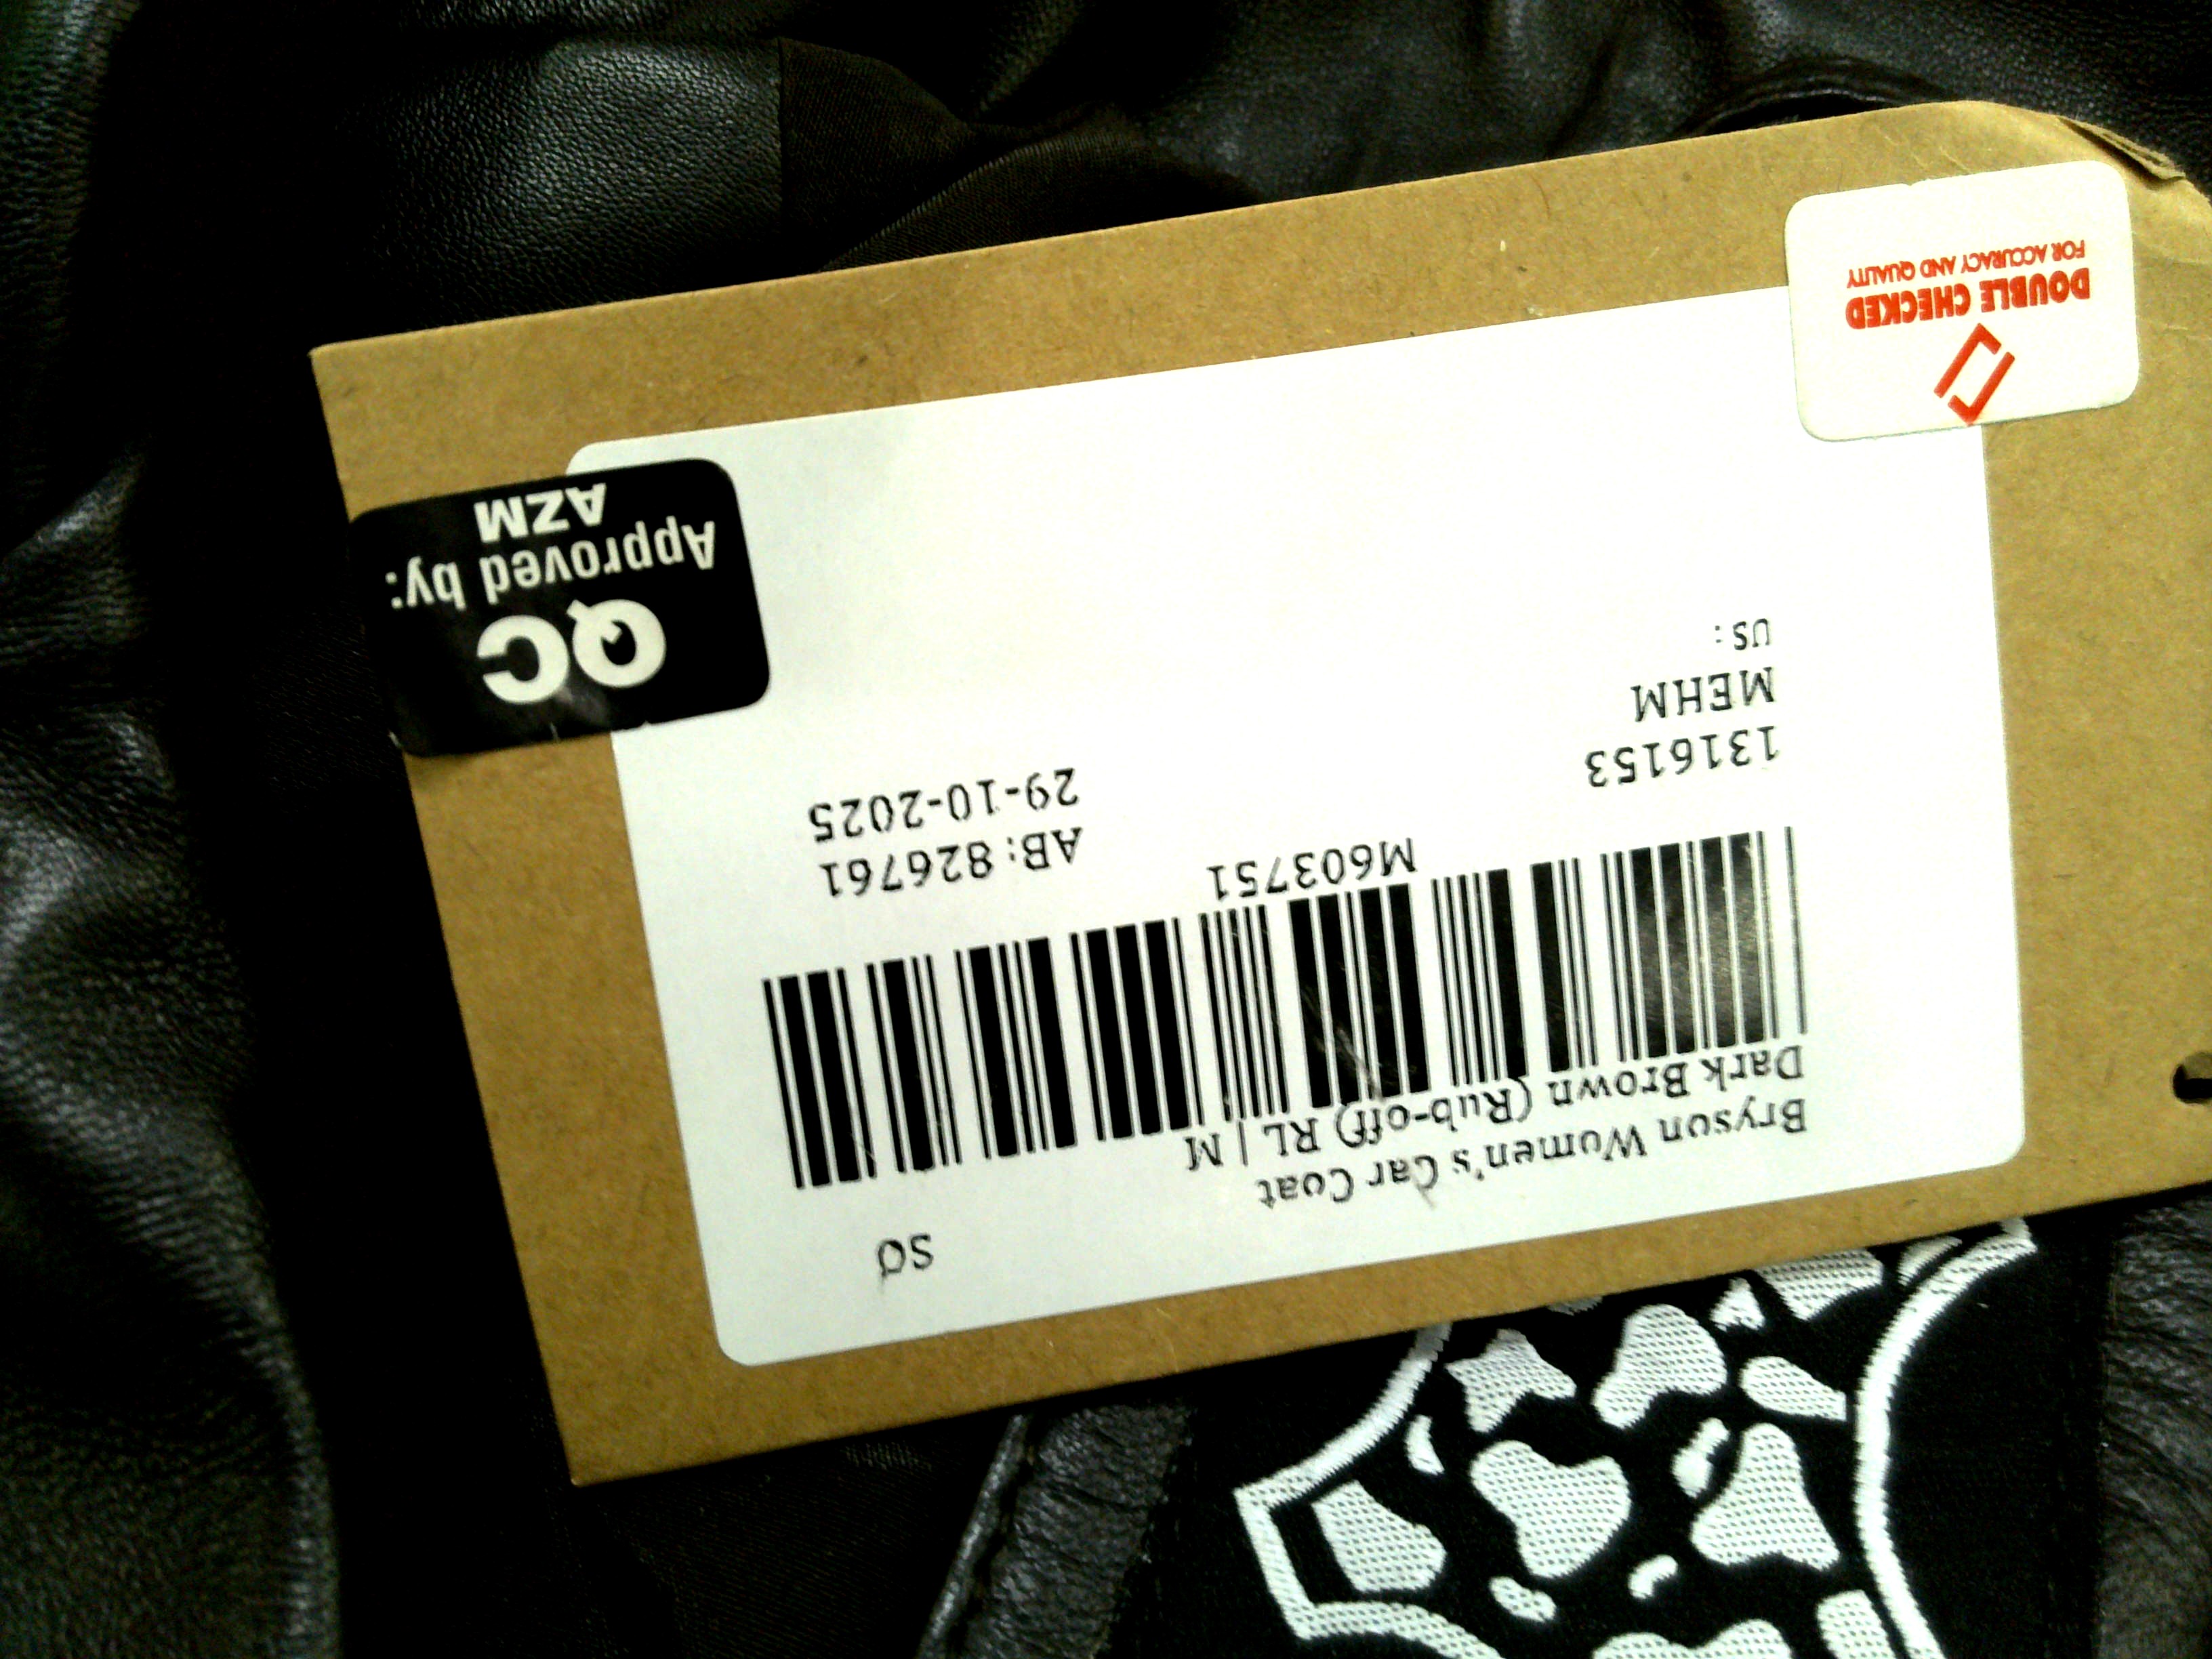 SO
Bryson Women's Car Coat
Dark Brown (Rub-off) RL | M
M603751
1316153
MEHM
US:
AB: 826761
29-10-2025
QC
Approved by:
AZM
DOUBLE CHECKED
FOR ACCURACY AND QUALITY